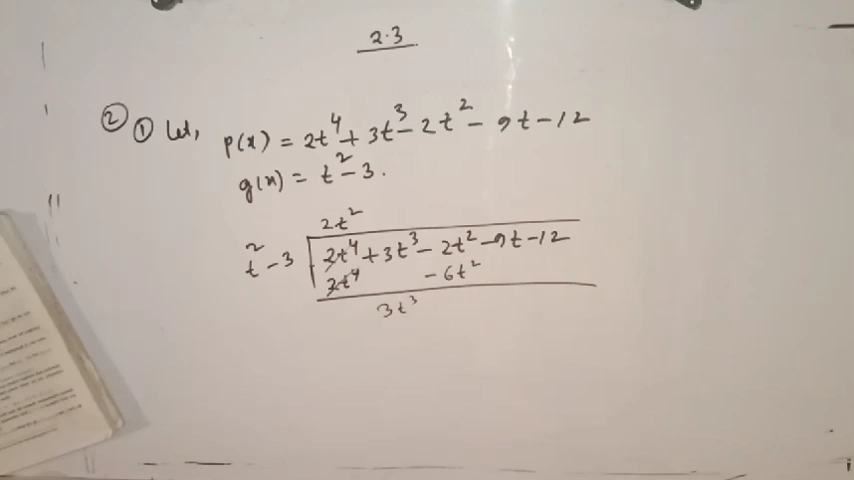 2.3
② ① Let, p(x) = 2t⁴ + 3t³ - 2t² - 9t - 12
g(x) = t² - 3.
2t²
t² - 3 2t⁴ + 3t³ - 2t² - 9t - 12
2t⁴ - 6t²
3t³